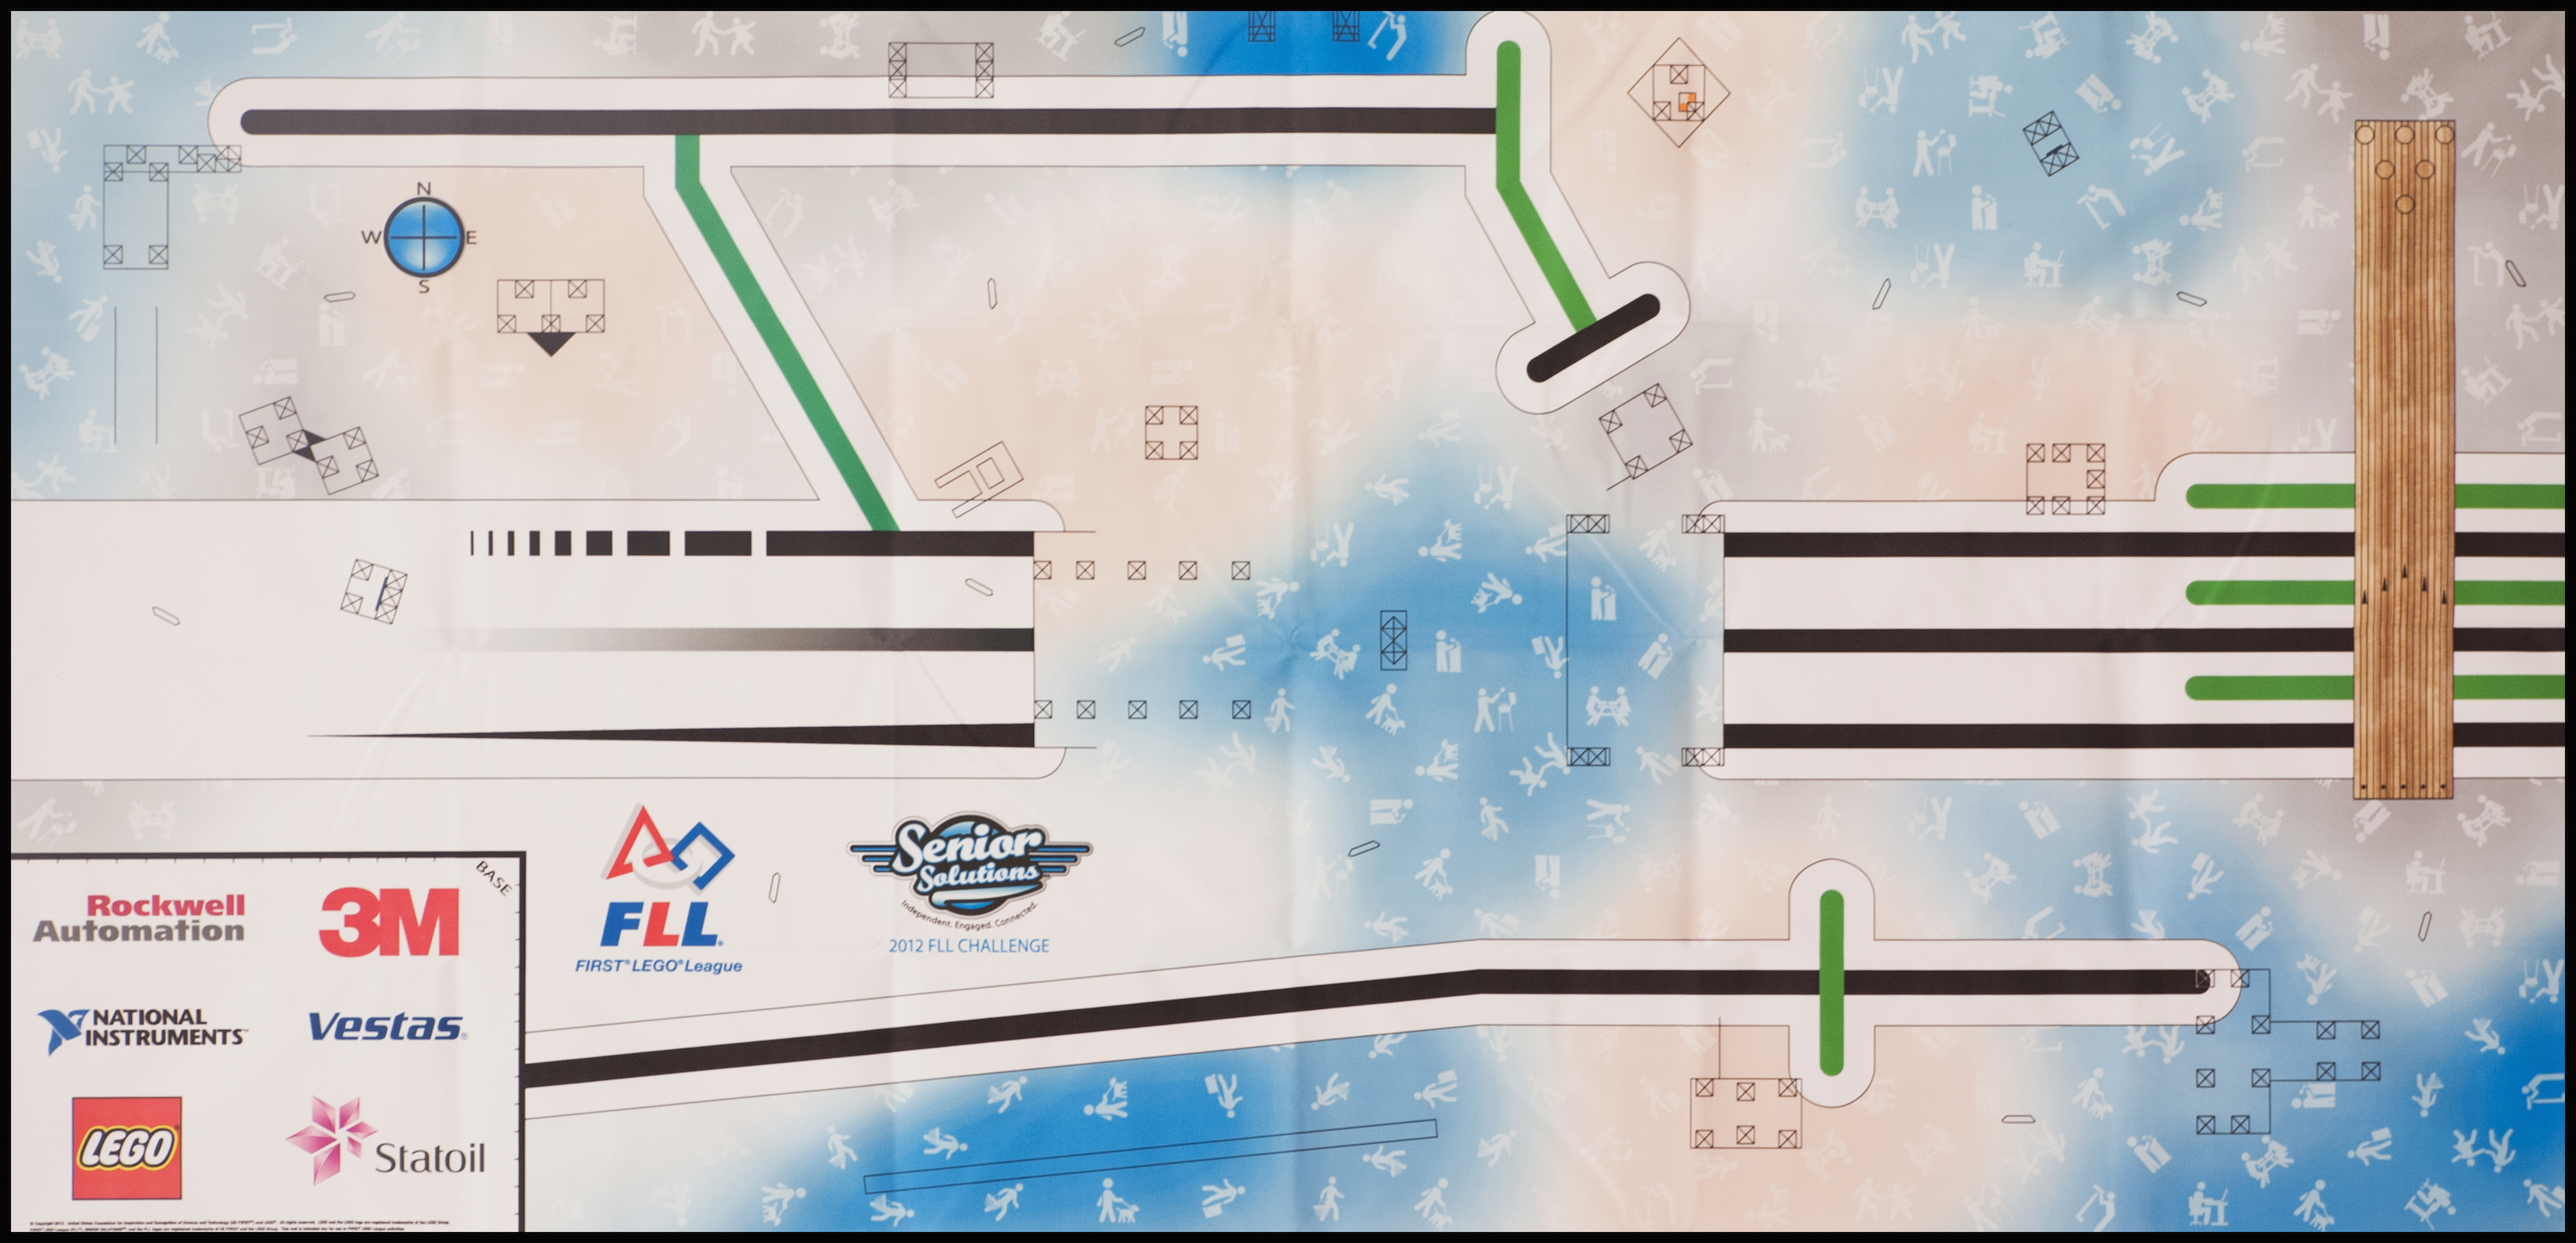 N
W E
S
BASE
Rockwell
Automation
3M
NATIONAL
INSTRUMENTS™
Vestas®
LEGO®
Statoil
FLL®
FIRST® LEGO® League
Senior
Solutions
Independent. Engaged. Connected.
2012 FLL CHALLENGE